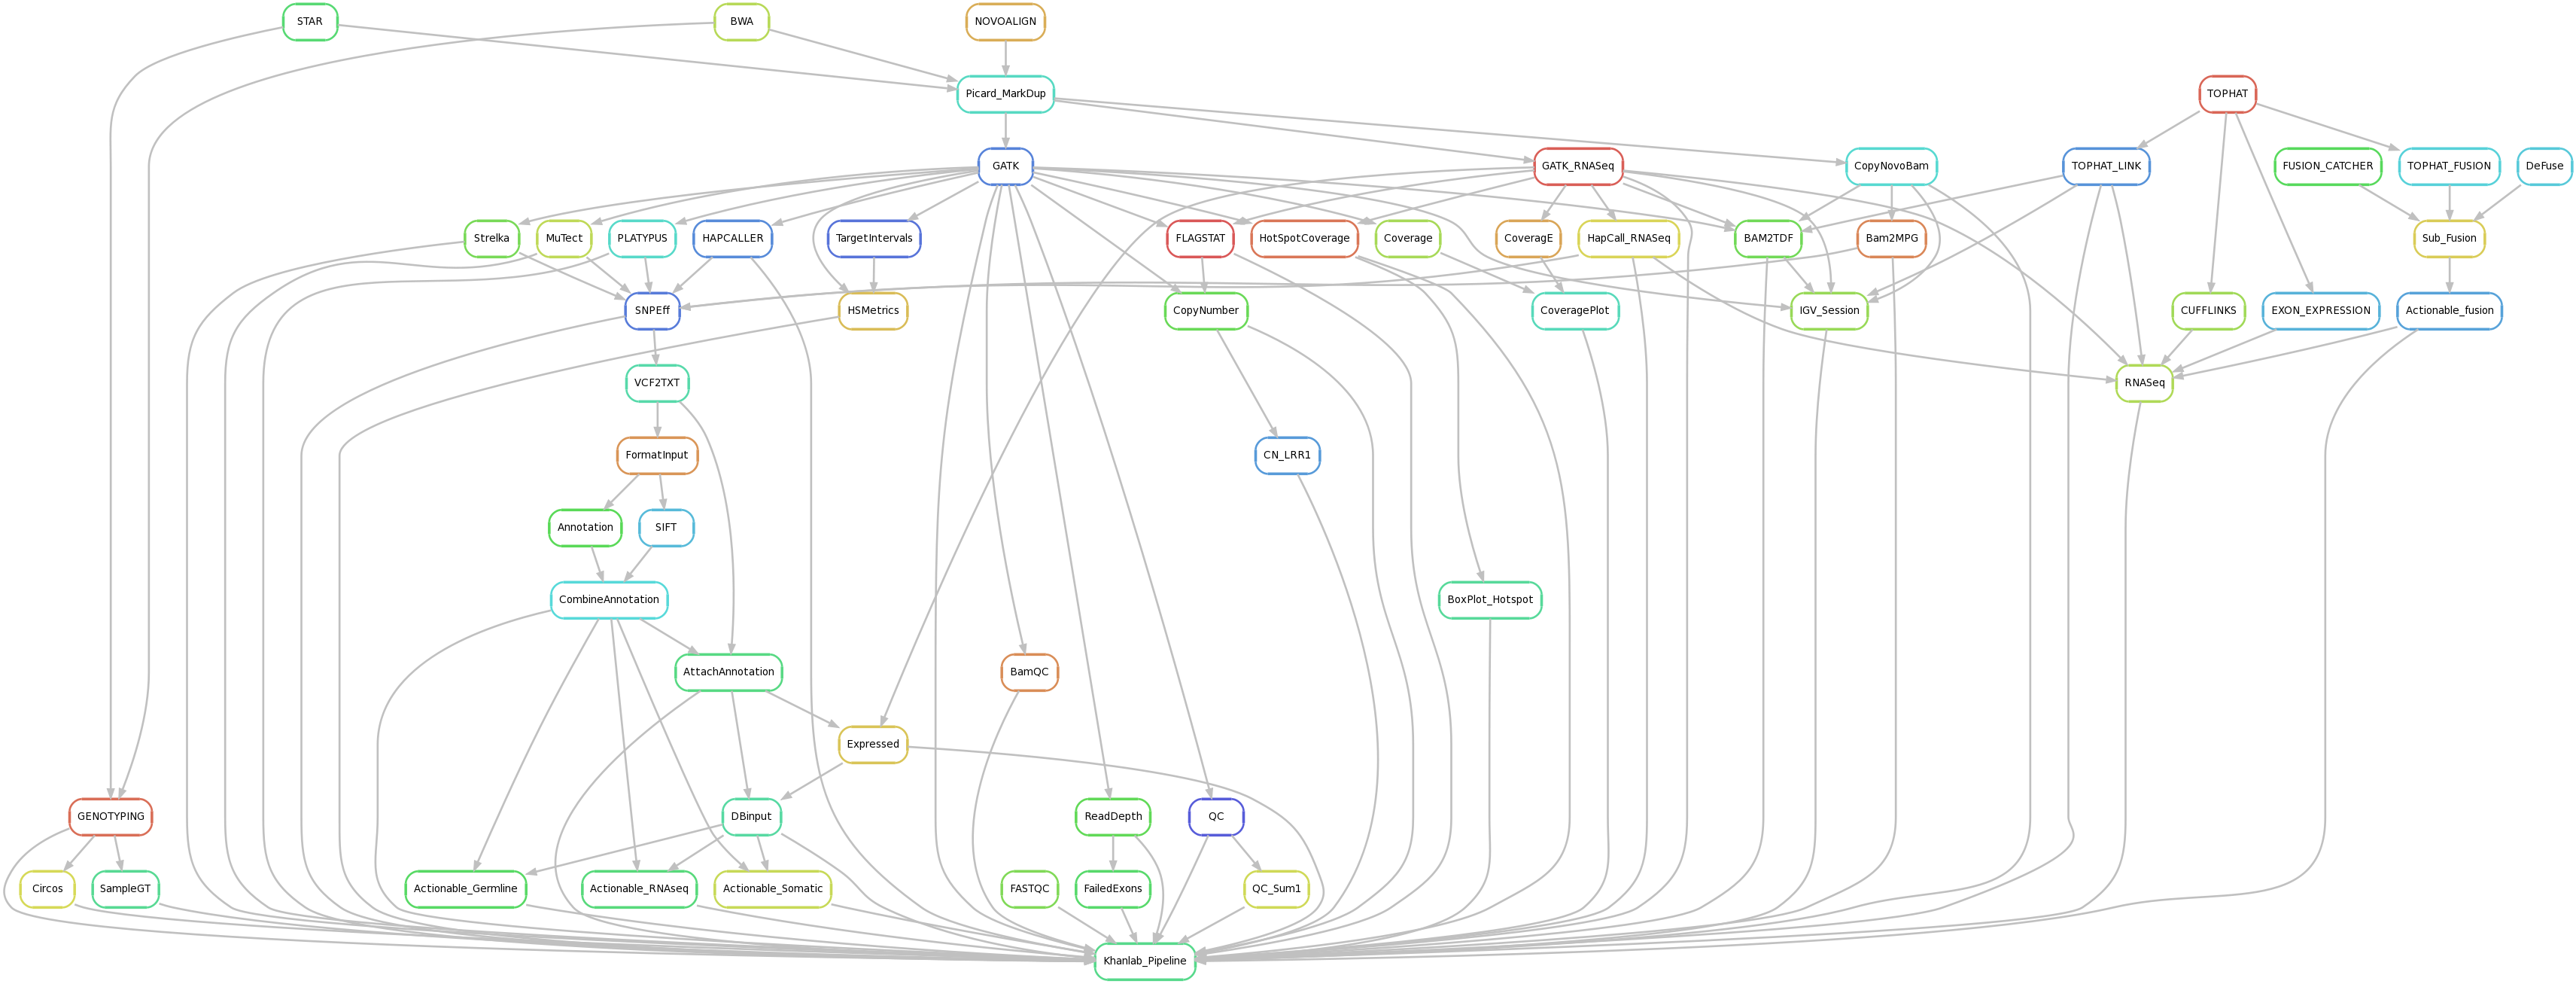 STAR
BWA
NOVOALIGN
Picard_MarkDup
TOPHAT
GATK
GATK_RNASeq
CopyNovoBam
TOPHAT_LINK
FUSION_CATCHER
TOPHAT_FUSION
DeFuse
Strelka
MuTect
PLATYPUS
HAPCALLER
TargetIntervals
FLAGSTAT
HotSpotCoverage
Coverage
CoveragE
HapCall_RNASeq
BAM2TDF
Bam2MPG
Sub_Fusion
SNPEff
HSMetrics
CopyNumber
CoveragePlot
IGV_Session
CUFFLINKS
EXON_EXPRESSION
Actionable_fusion
VCF2TXT
RNASeq
FormatInput
CN_LRR1
Annotation
SIFT
CombineAnnotation
BoxPlot_Hotspot
AttachAnnotation
BamQC
Expressed
GENOTYPING
DBinput
ReadDepth
QC
Circos
SampleGT
Actionable_Germline
Actionable_RNAseq
Actionable_Somatic
FASTQC
FailedExons
QC_Sum1
Khanlab_Pipeline